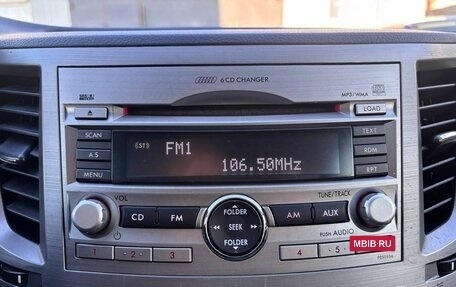 6 CD CHANGER
MP3/WMA
LOAD
SCAN
A.S
MENU
(ST) FM1
106.50MHz
TEXT
RDM
RPT
VOL
FOLDER
TUNE/TRACK
CD
FM
SEEK
AM
AUX
FOLDER
PUSH AUDIO
1
2
3
4
5
MBIB.RU